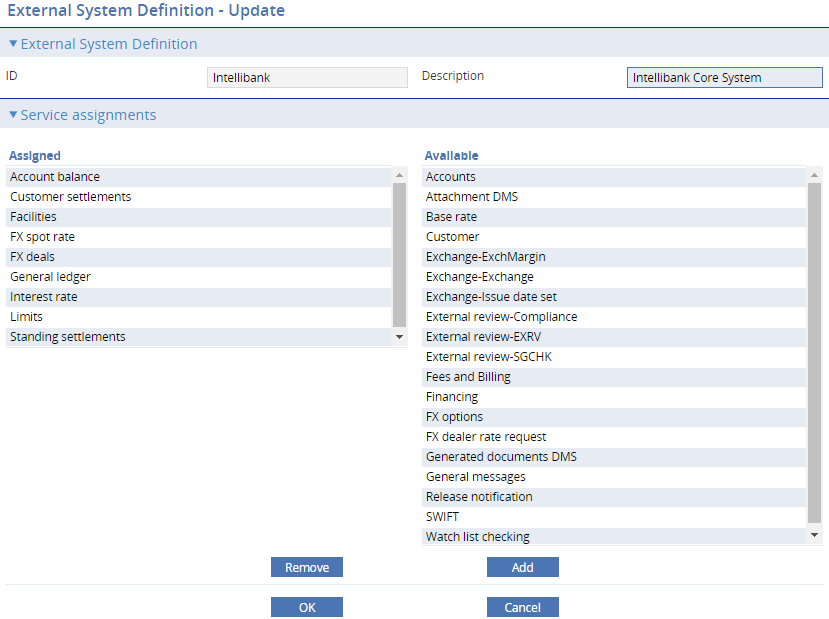 External System Definition - Update
External System Definition
ID Intellibank Description Intellibank Core System
Service assignments
Assigned
Account balance
Customer settlements
Facilities
FX spot rate
FX deals
General ledger
Interest rate
Limits
Standing settlements
Available
Accounts
Attachment DMS
Base rate
Customer
Exchange-ExchMargin
Exchange-Exchange
Exchange-Issue date set
External review-Compliance
External review-EXRV
External review-SGCHK
Fees and Billing
Financing
FX options
FX dealer rate request
Generated documents DMS
General messages
Release notification
SWIFT
Watch list checking
Remove Add
OK Cancel